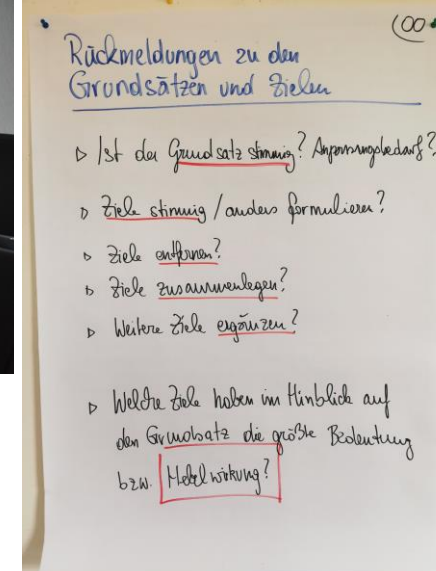 Rückmeldungen zu den
Grundsätzen und Zielen
▷ Ist der Grundsatz stimmig? Anpassungsbedarf?
▷ Ziele stimmig / anders formulieren?
▷ Ziele entfernen?
▷ Ziele zusammenlegen?
▷ Weitere Ziele ergänzen?
▷ Welche Ziele haben im Hinblick auf
den Grundsatz die größte Bedeutung
bzw. Hebelwirkung?